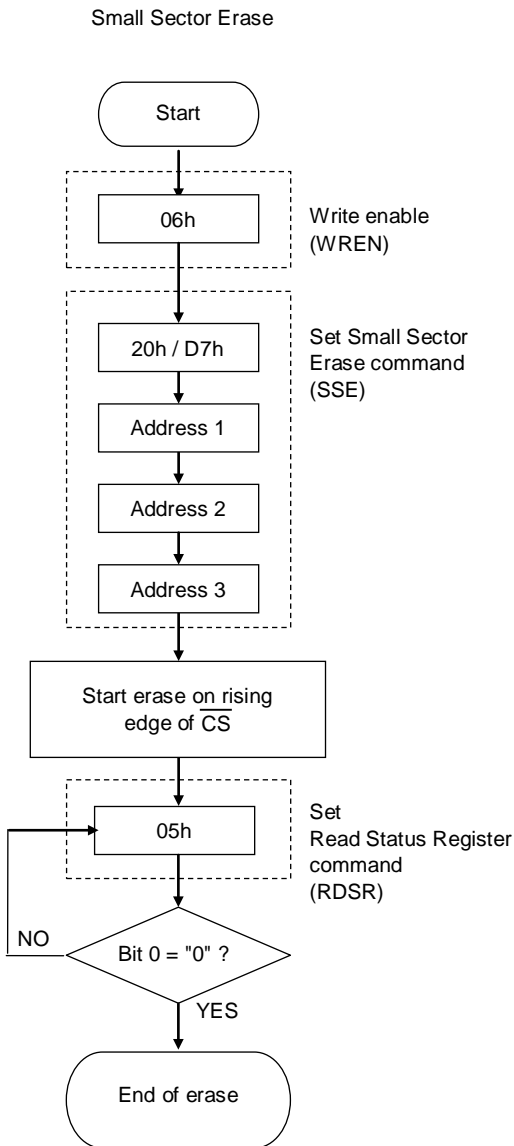 Small Sector Erase
Start
06h
Write enable
(WREN)
20h / D7h
Set Small Sector
Erase command
(SSE)
Address 1
Address 2
Address 3
Start erase on rising
edge of C̅S̅
05h
Set
Read Status Register
command
(RDSR)
NO
Bit 0 = "0" ?
YES
End of erase